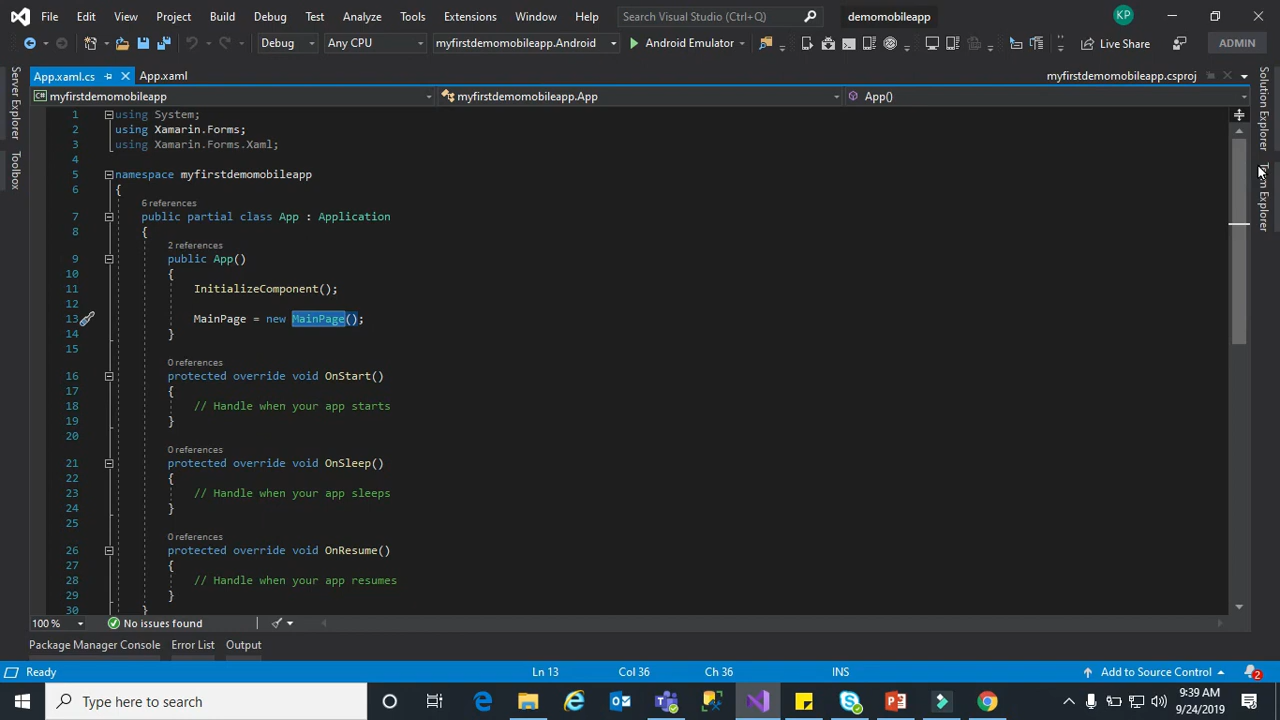 File Edit View Project Build Debug Test Analyze Tools Extensions Window Help Search Visual Studio (Ctrl+Q) demomobileapp KP
Debug Any CPU myfirstdemomobileapp.Android Android Emulator Live Share ADMIN
App.xaml.cs App.xaml myfirstdemomobileapp.csproj
myfirstdemomobileapp myfirstdemomobileapp.App App()
Server Explorer
Toolbox
Solution Explorer
Explorer
1 using System;
2 using Xamarin.Forms;
3 using Xamarin.Forms.Xaml;
4
5 namespace myfirstdemomobileapp
6 {
6 references
7 public partial class App : Application
8 {
2 references
9 public App()
10 {
11 InitializeComponent();
12
13 MainPage = new MainPage();
14 }
15
0 references
16 protected override void OnStart()
17 {
18 // Handle when your app starts
19 }
20
0 references
21 protected override void OnSleep()
22 {
23 // Handle when your app sleeps
24 }
25
0 references
26 protected override void OnResume()
27 {
28 // Handle when your app resumes
29 }
30 }
100 % No issues found
Package Manager Console Error List Output
Ready Ln 13 Col 36 Ch 36 INS Add to Source Control 2
Type here to search
9:39 AM
9/24/2019